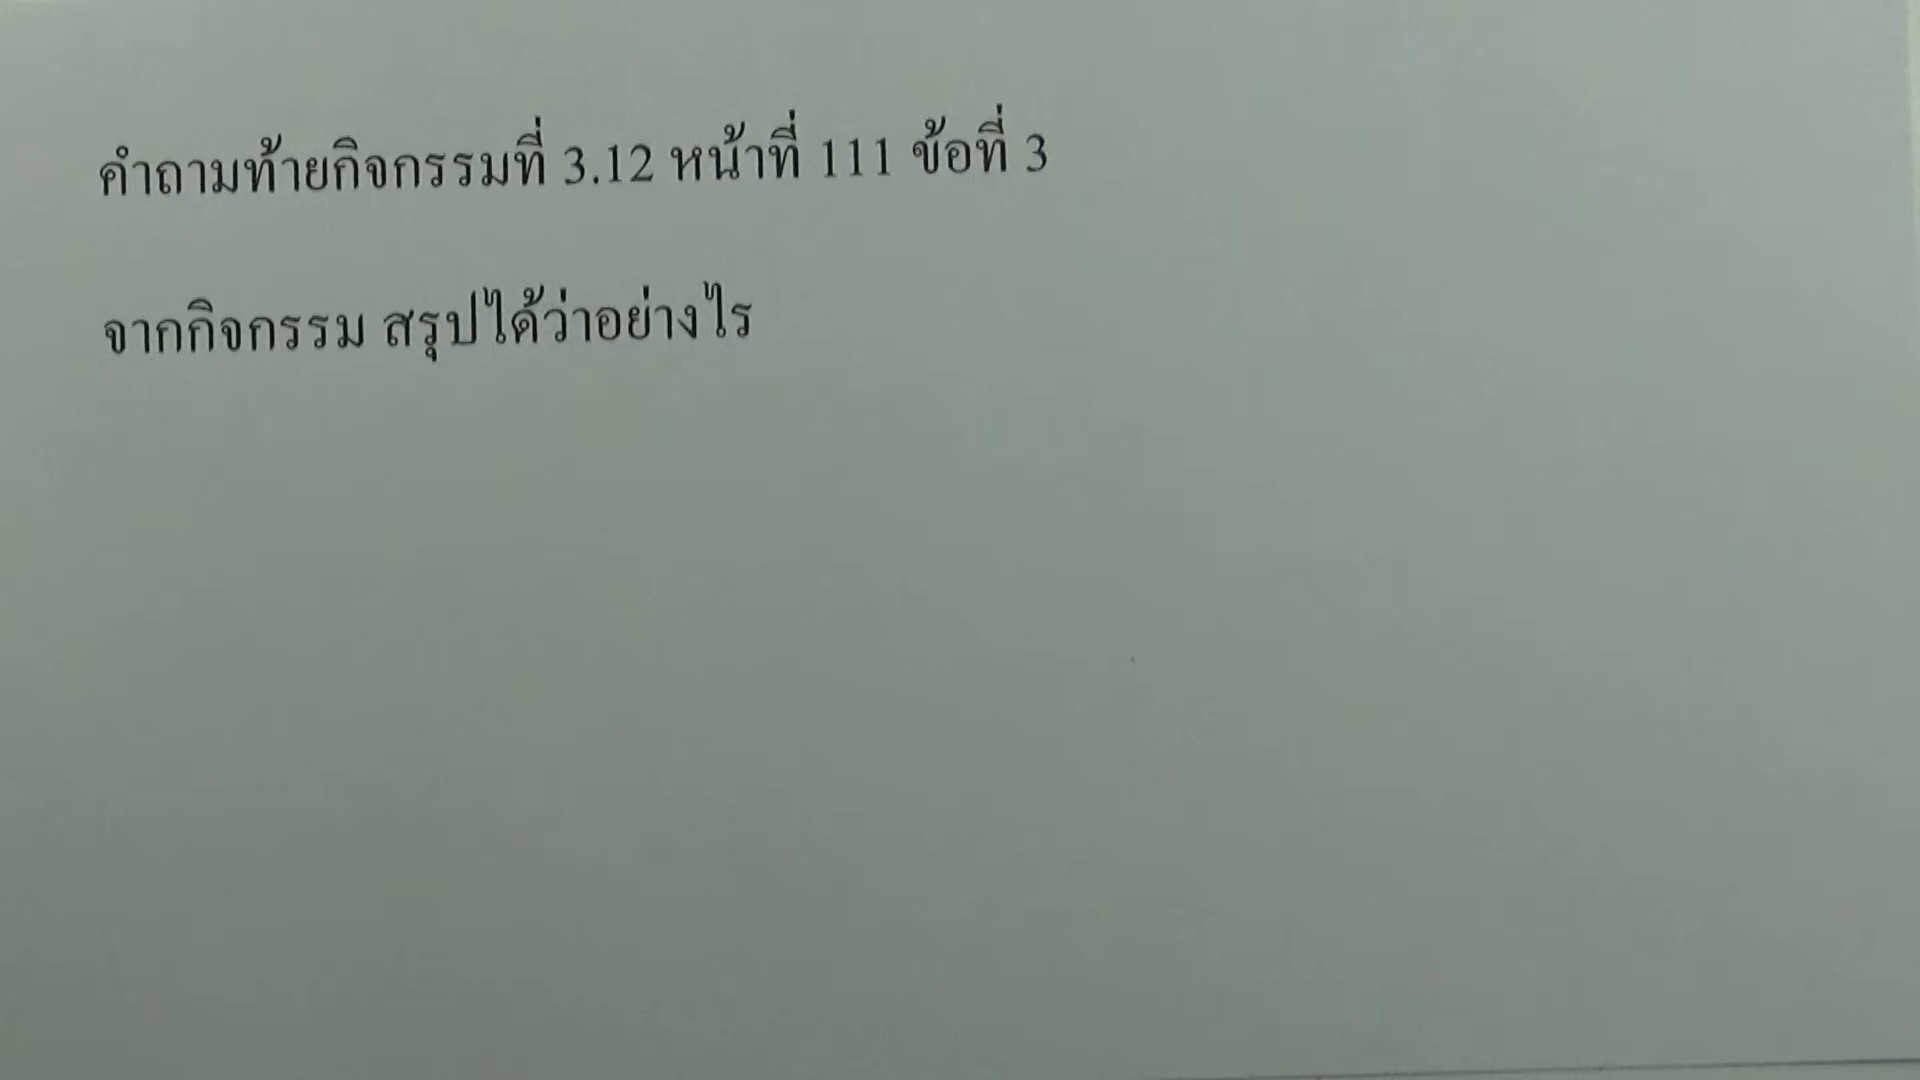 คำถามท้ายกิจกรรมที่ 3.12 หน้าที่ 111 ข้อที่ 3
จากกิจกรรม สรุปได้ว่าอย่างไร